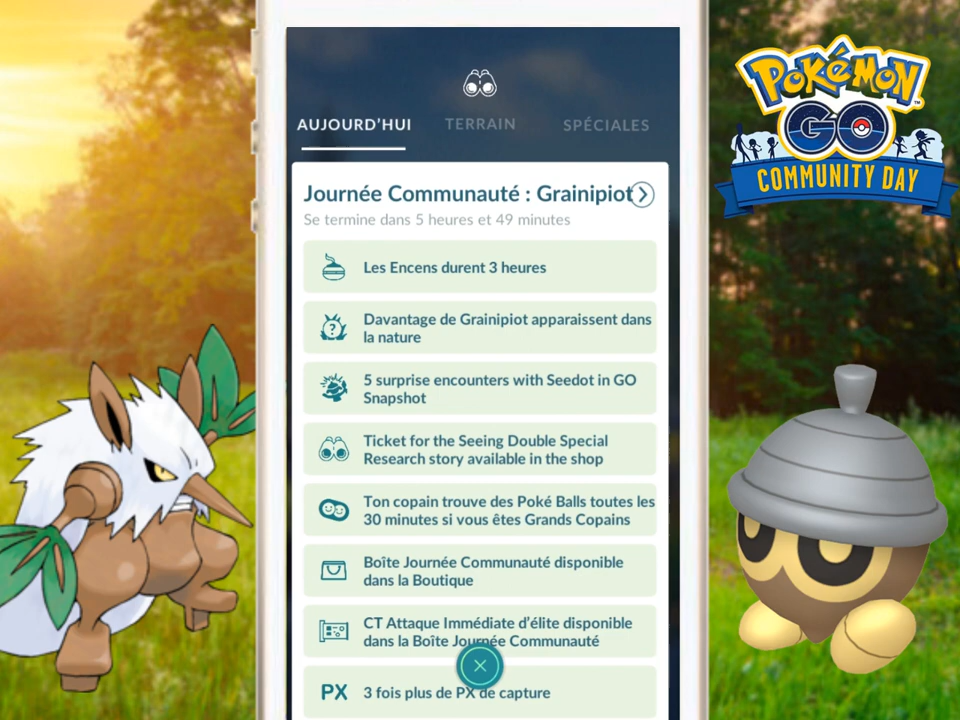 POKÉMON
GO
COMMUNITY DAY
AUJOURD'HUI TERRAIN SPÉCIALES
Journée Communauté : Grainipiot
Se termine dans 5 heures et 49 minutes
Les Encens durent 3 heures
Davantage de Grainipiot apparaissent dans
la nature
5 surprise encounters with Seedot in GO
Snapshot
Ticket for the Seeing Double Special
Research story available in the shop
Ton copain trouve des Poké Balls toutes les
30 minutes si vous êtes Grands Copains
Boîte Journée Communauté disponible
dans la Boutique
CT Attaque Immédiate d'élite disponible
dans la Boîte Journée Communauté
PX 3 fois plus de PX de capture